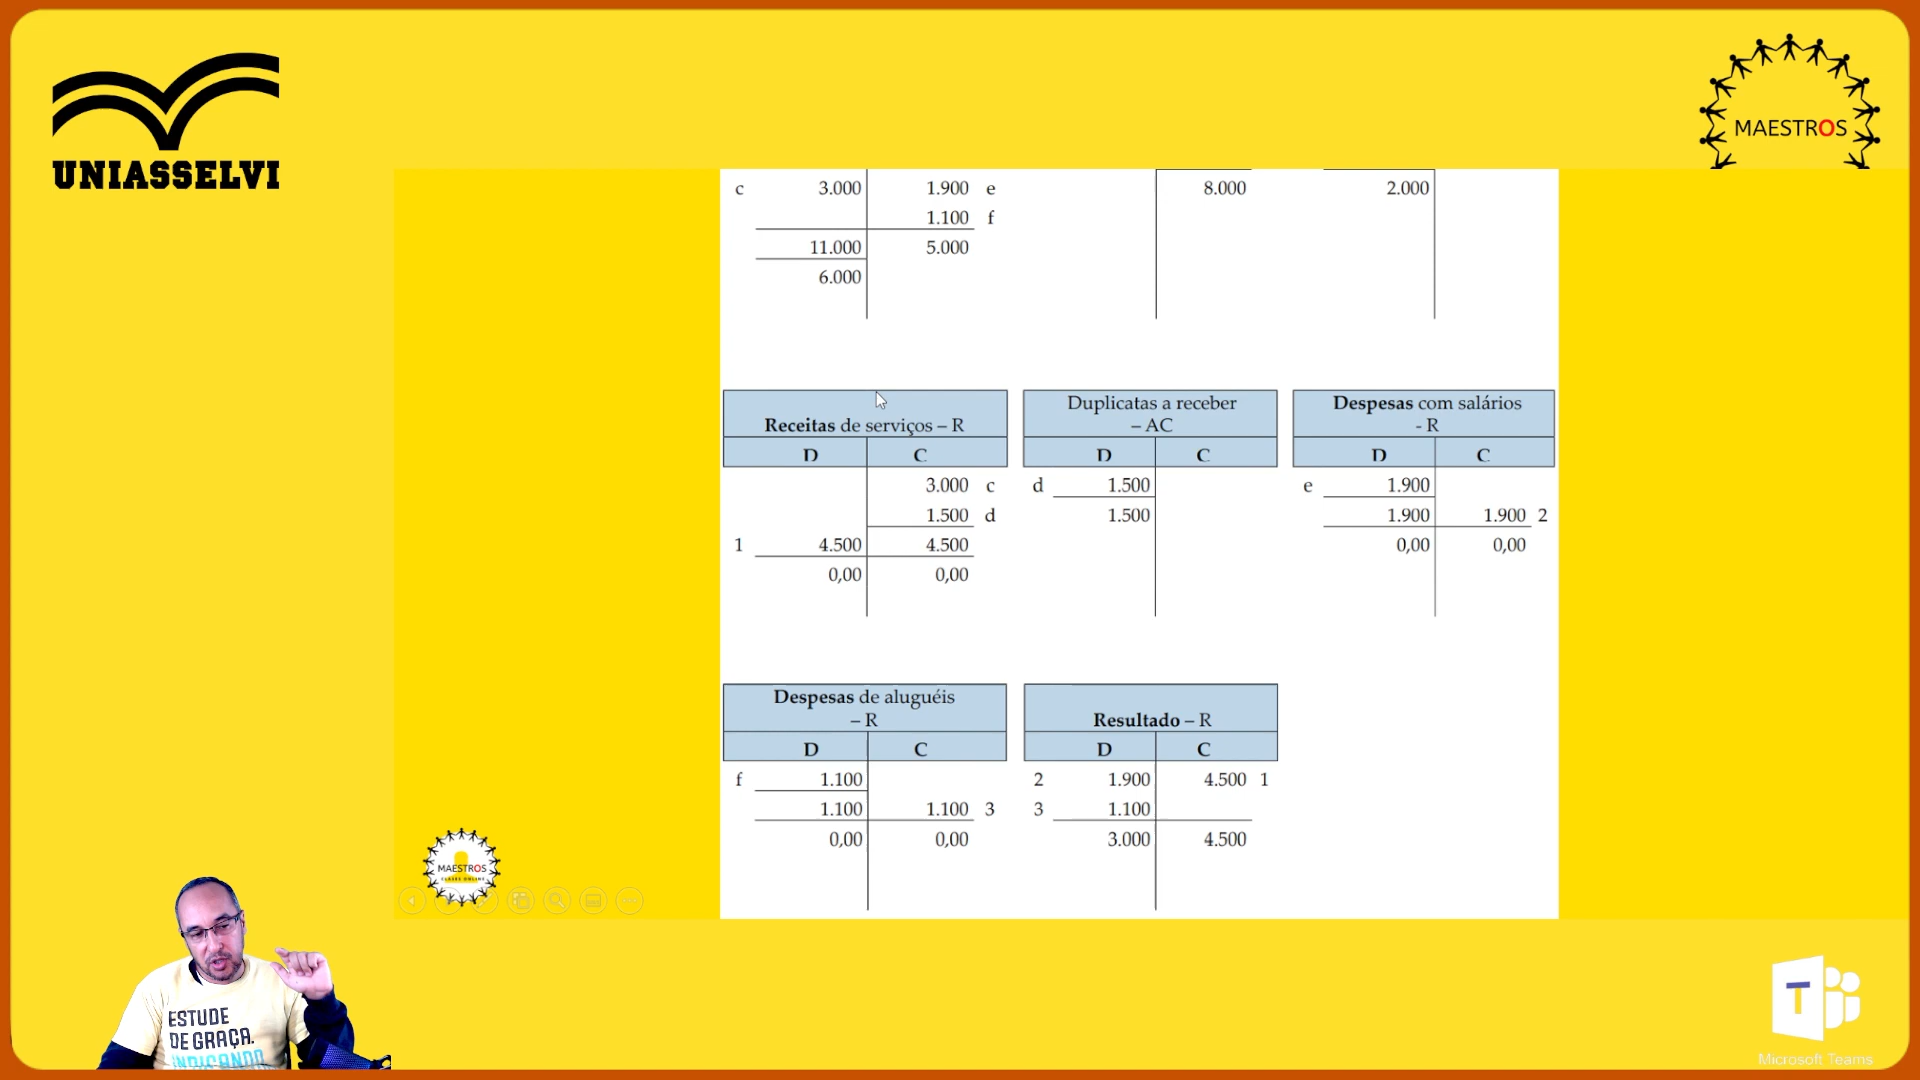 UNIASSELVI
MAESTROS
c 3.000 1.900 e 8.000 2.000
1.100 f
11.000 5.000
6.000
Receitas de serviços – R
D C
3.000 c
1.500 d
1 4.500 4.500
0,00 0,00
Duplicatas a receber
– AC
D C
d 1.500
1.500
Despesas com salários
- R
D C
e 1.900
1.900 1.900 2
0,00 0,00
Despesas de aluguéis
– R
D C
f 1.100
1.100 1.100 3
0,00 0,00
Resultado – R
D C
2 1.900 4.500 1
3 1.100
3.000 4.500
MAESTROS
ESTUDE
DE GRAÇA.
INDICANDO
T
Microsoft Teams